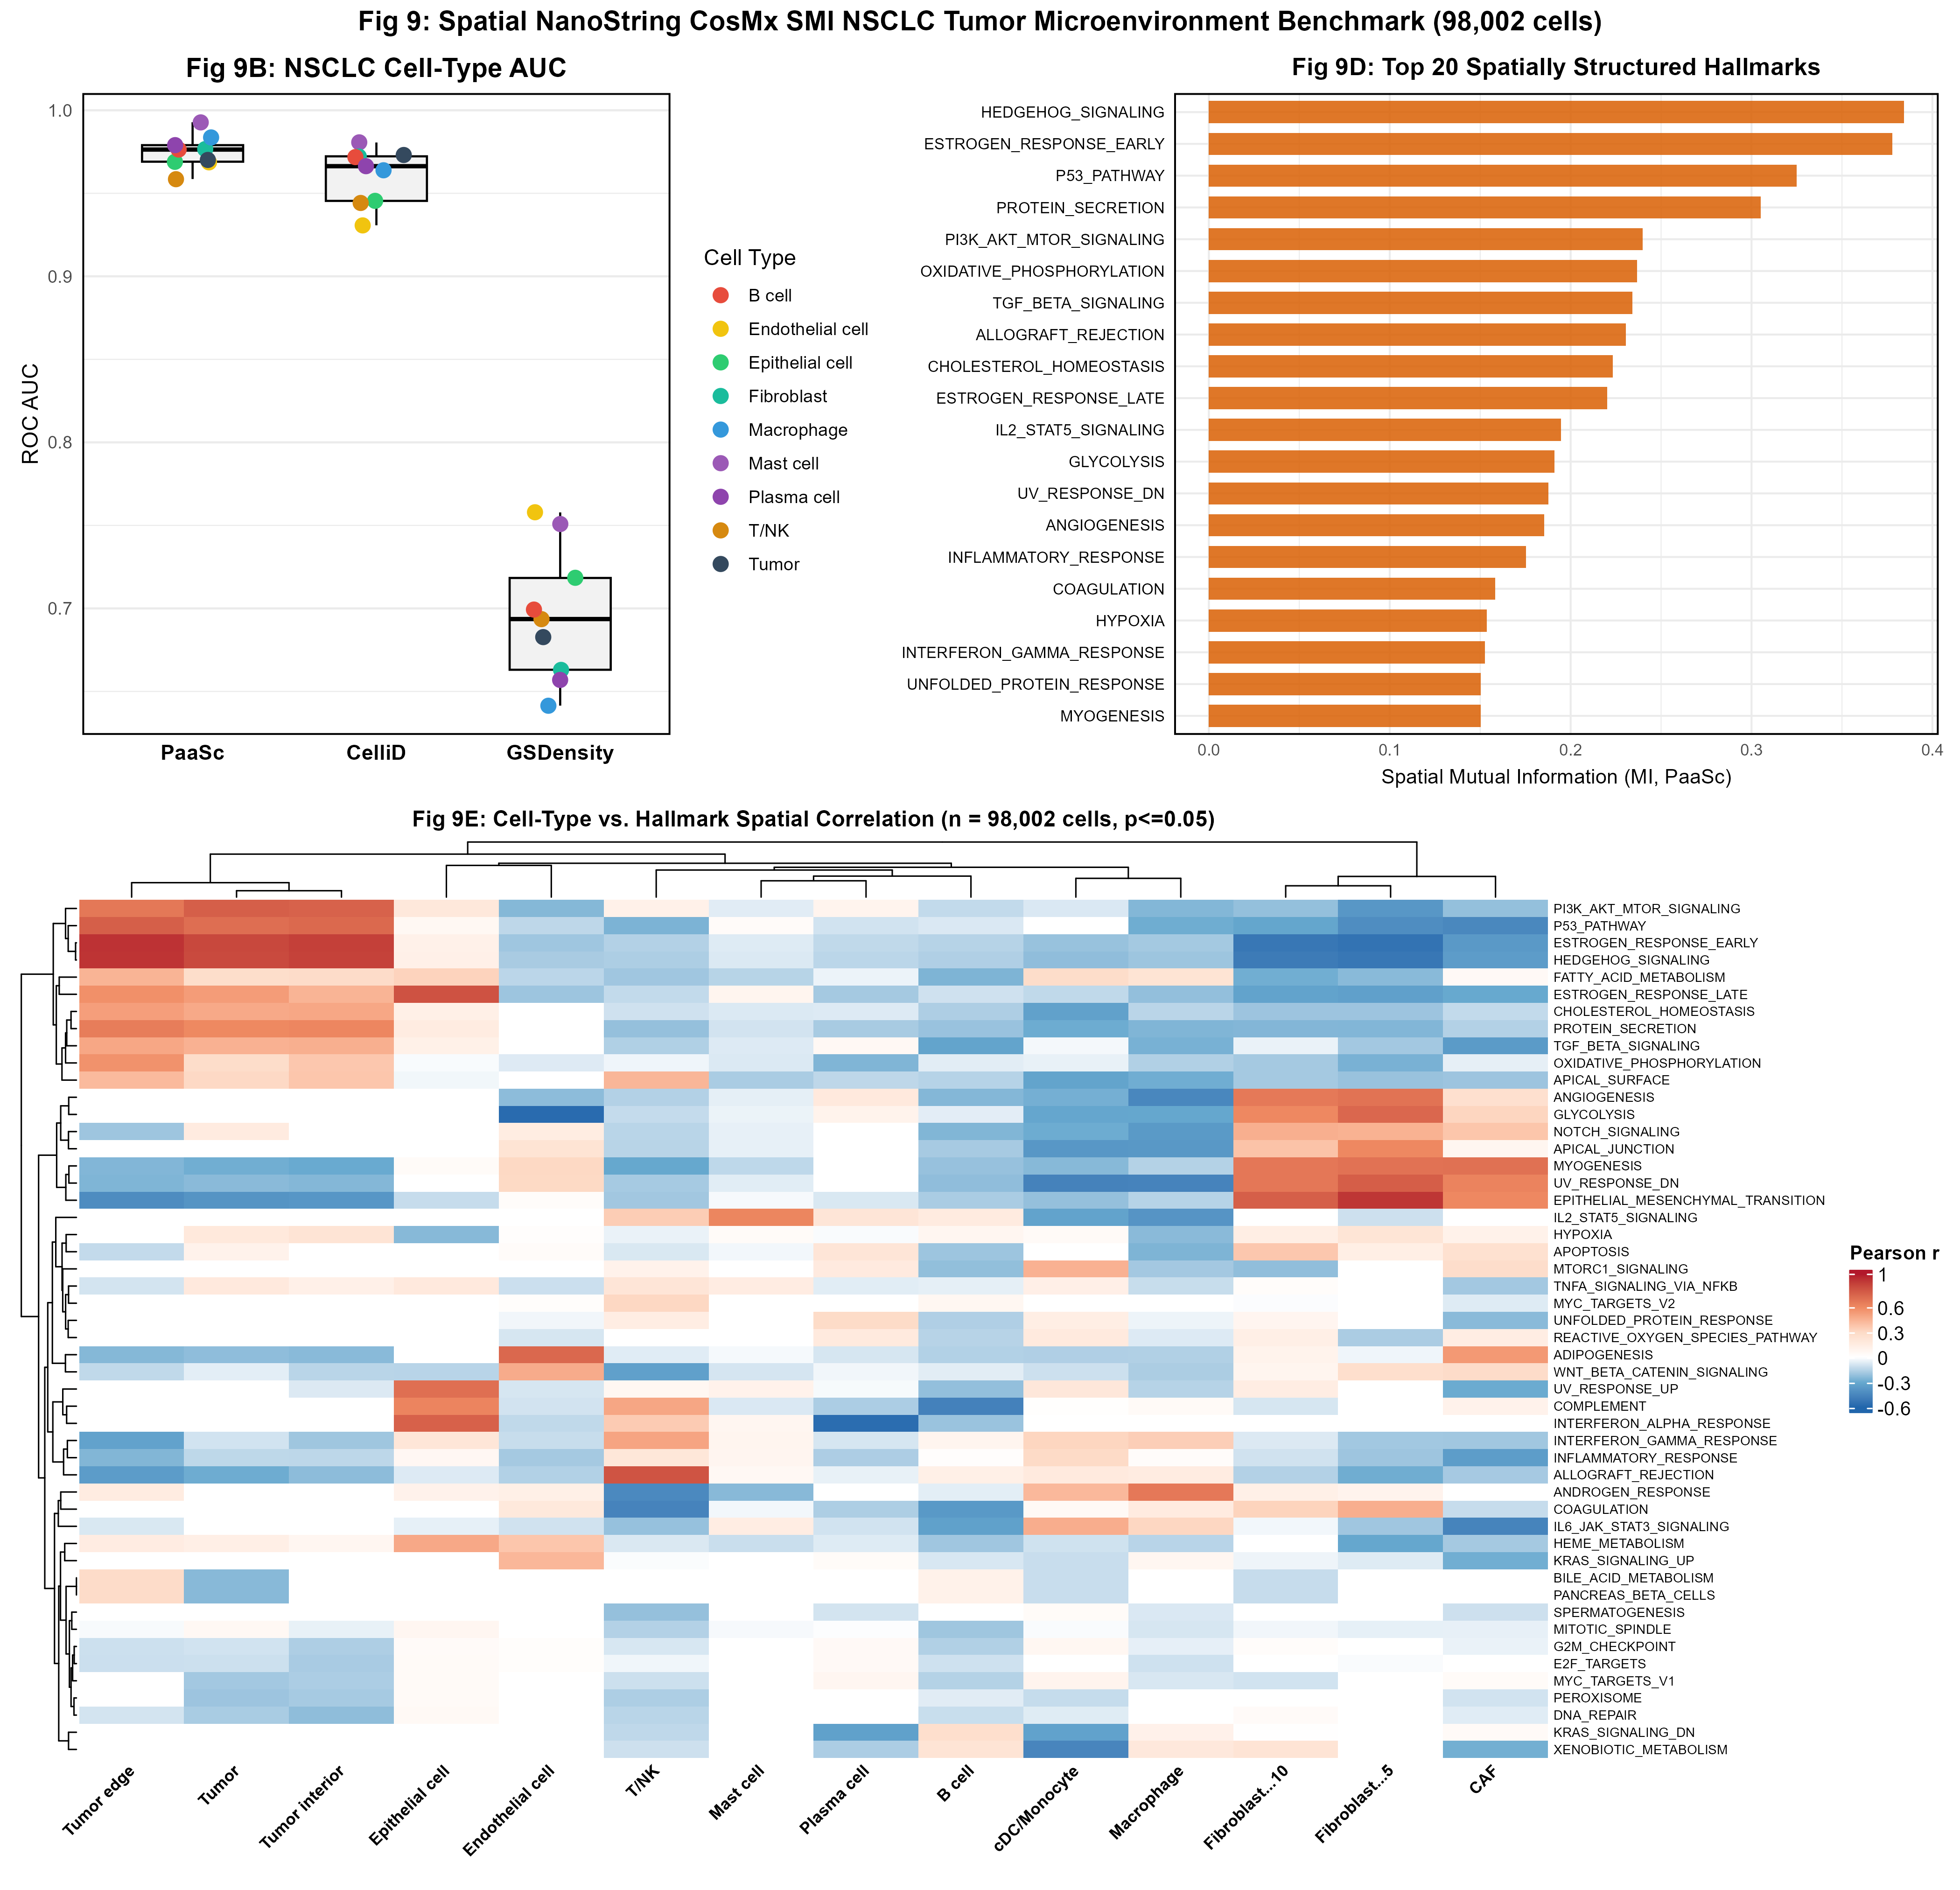 Fig 9: Spatial NanoString CosMx SMI NSCLC Tumor Microenvironment Benchmark (98,002 cells)
Fig 9B: NSCLC Cell-Type AUC
ROC AUC
1.0
0.9
0.8
0.7
PaaSc
CelliD
GSDensity
Cell Type
B cell
Endothelial cell
Epithelial cell
Fibroblast
Macrophage
Mast cell
Plasma cell
T/NK
Tumor
Fig 9D: Top 20 Spatially Structured Hallmarks
HEDGEHOG_SIGNALING
ESTROGEN_RESPONSE_EARLY
P53_PATHWAY
PROTEIN_SECRETION
PI3K_AKT_MTOR_SIGNALING
OXIDATIVE_PHOSPHORYLATION
TGF_BETA_SIGNALING
ALLOGRAFT_REJECTION
CHOLESTEROL_HOMEOSTASIS
ESTROGEN_RESPONSE_LATE
IL2_STAT5_SIGNALING
GLYCOLYSIS
UV_RESPONSE_DN
ANGIOGENESIS
INFLAMMATORY_RESPONSE
COAGULATION
HYPOXIA
INTERFERON_GAMMA_RESPONSE
UNFOLDED_PROTEIN_RESPONSE
MYOGENESIS
0.0
0.1
0.2
0.3
0.4
Spatial Mutual Information (MI, PaaSc)
Fig 9E: Cell-Type vs. Hallmark Spatial Correlation (n = 98,002 cells, p<=0.05)
PI3K_AKT_MTOR_SIGNALING
P53_PATHWAY
ESTROGEN_RESPONSE_EARLY
HEDGEHOG_SIGNALING
FATTY_ACID_METABOLISM
ESTROGEN_RESPONSE_LATE
CHOLESTEROL_HOMEOSTASIS
PROTEIN_SECRETION
TGF_BETA_SIGNALING
OXIDATIVE_PHOSPHORYLATION
APICAL_SURFACE
ANGIOGENESIS
GLYCOLYSIS
NOTCH_SIGNALING
APICAL_JUNCTION
MYOGENESIS
UV_RESPONSE_DN
EPITHELIAL_MESENCHYMAL_TRANSITION
IL2_STAT5_SIGNALING
HYPOXIA
APOPTOSIS
MTORC1_SIGNALING
TNFA_SIGNALING_VIA_NFKB
MYC_TARGETS_V2
UNFOLDED_PROTEIN_RESPONSE
REACTIVE_OXYGEN_SPECIES_PATHWAY
ADIPOGENESIS
WNT_BETA_CATENIN_SIGNALING
UV_RESPONSE_UP
COMPLEMENT
INTERFERON_ALPHA_RESPONSE
INTERFERON_GAMMA_RESPONSE
INFLAMMATORY_RESPONSE
ALLOGRAFT_REJECTION
ANDROGEN_RESPONSE
COAGULATION
IL6_JAK_STAT3_SIGNALING
HEME_METABOLISM
KRAS_SIGNALING_UP
BILE_ACID_METABOLISM
PANCREAS_BETA_CELLS
SPERMATOGENESIS
MITOTIC_SPINDLE
G2M_CHECKPOINT
E2F_TARGETS
MYC_TARGETS_V1
PEROXISOME
DNA_REPAIR
KRAS_SIGNALING_DN
XENOBIOTIC_METABOLISM
Tumor edge
Tumor
Tumor interior
Epithelial cell
Endothelial cell
T/NK
Mast cell
Plasma cell
B cell
cDC/Monocyte
Macrophage
Fibroblast...10
Fibroblast...5
CAF
Pearson r
1
0.6
0.3
0
-0.3
-0.6